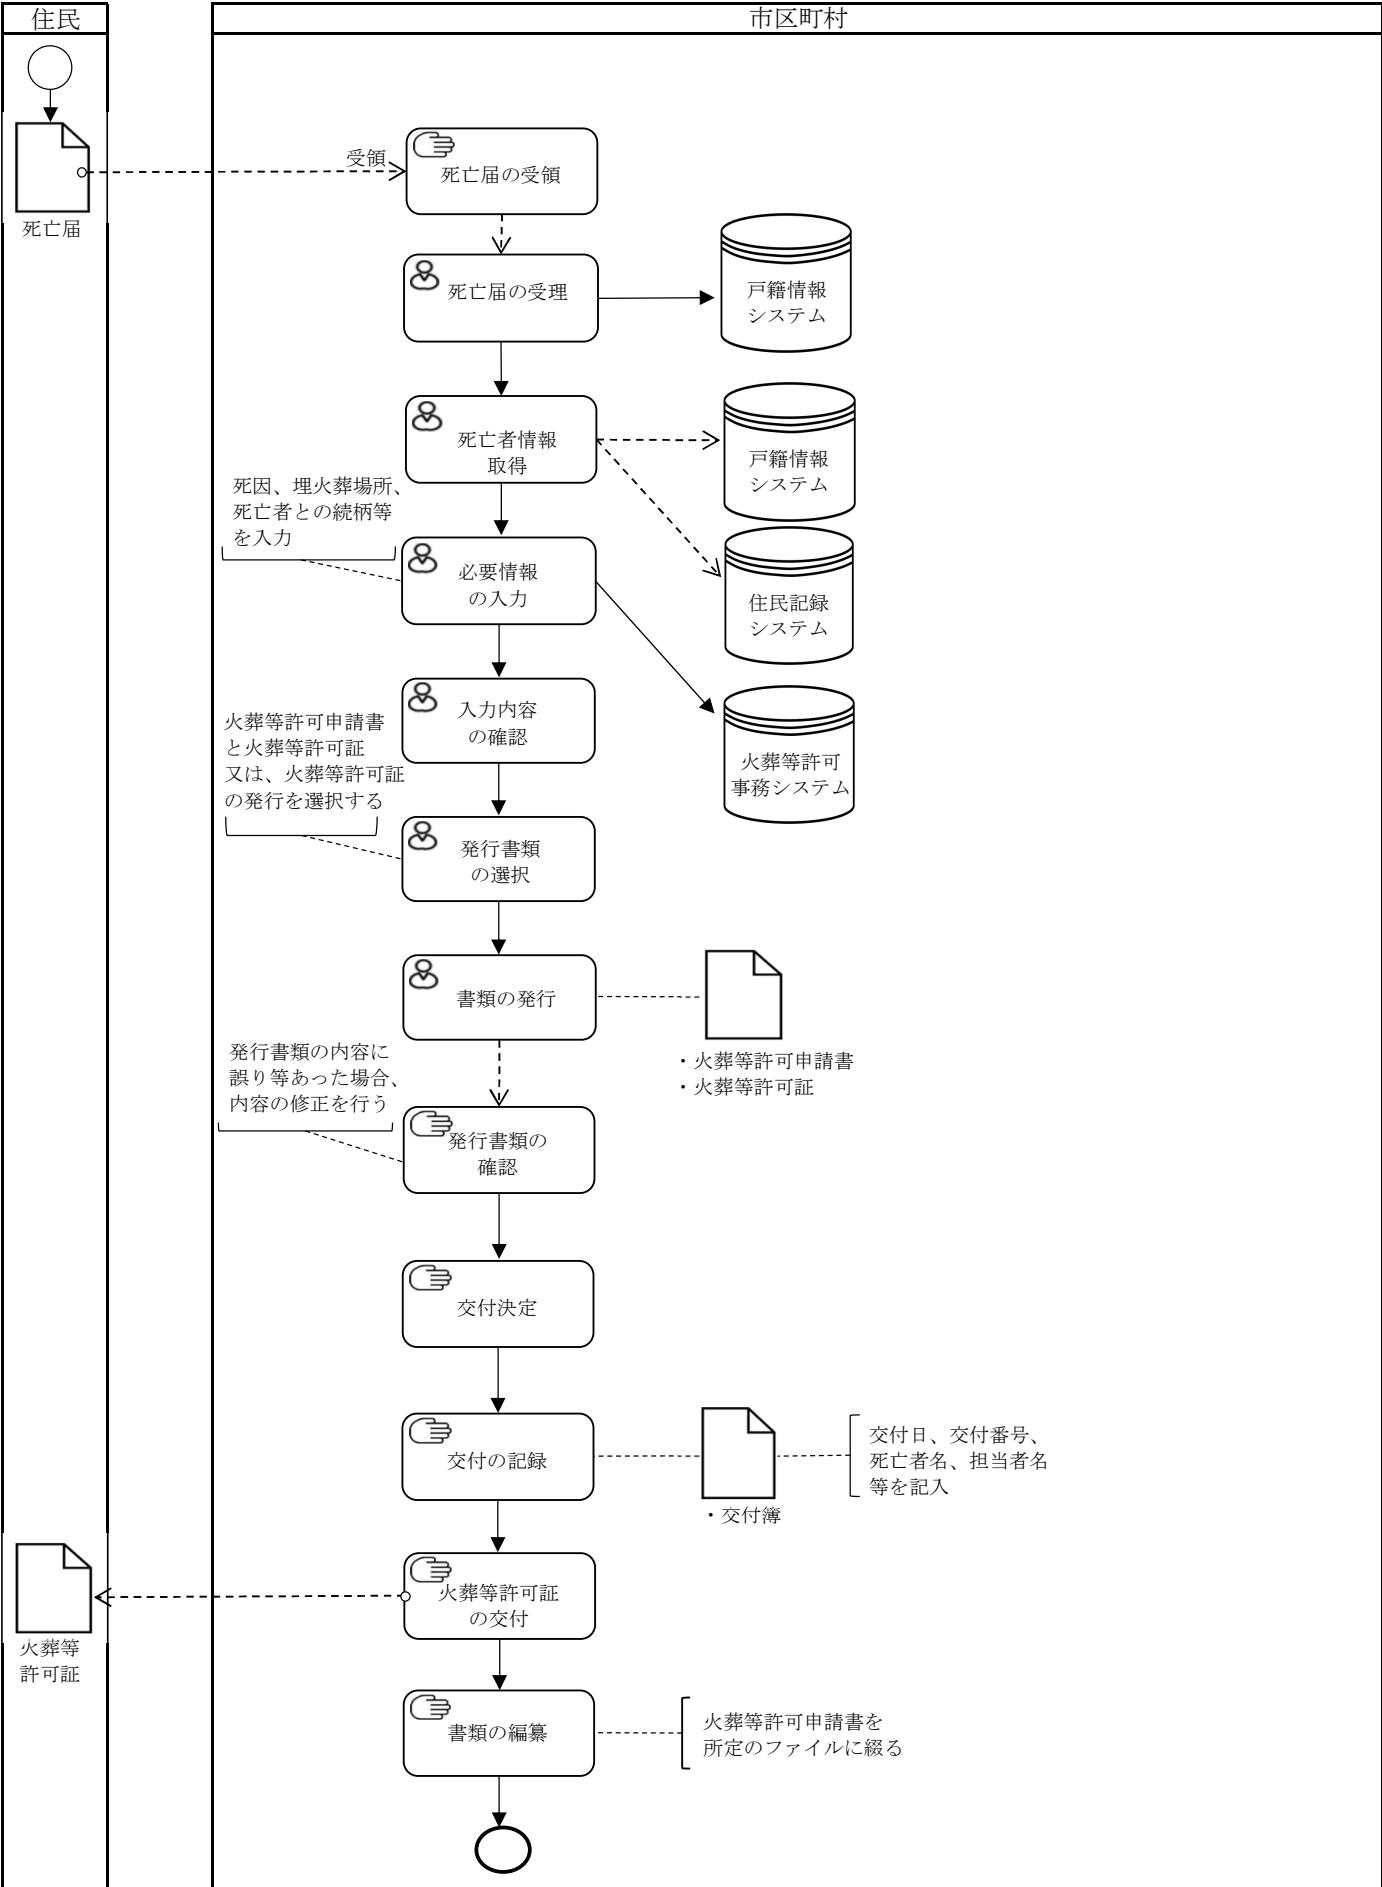 住民
市区町村
受領
死亡届の受領
死亡届
死亡届の受理
戸籍情報
システム
死亡者情報
取得
戸籍情報
システム
死因、埋火葬場所、
死亡者との続柄等
を入力
必要情報
の入力
住民記録
システム
入力内容
の確認
火葬等許可
事務システム
火葬等許可申請書
と火葬等許可証
又は、火葬等許可証
の発行を選択する
発行書類
の選択
書類の発行
・火葬等許可申請書
・火葬等許可証
発行書類の内容に
誤り等あった場合、
内容の修正を行う
発行書類の
確認
交付決定
交付の記録
・交付簿
交付日、交付番号、
死亡者名、担当者名
等を記入
火葬等許可証
の交付
火葬等
許可証
書類の編纂
火葬等許可申請書を
所定のファイルに綴る